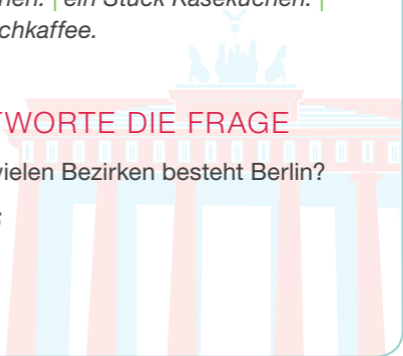 ein Stück Käsekuchen. |
chkaffee.
TWORTE DIE FRAGE
vielen Bezirken besteht Berlin?